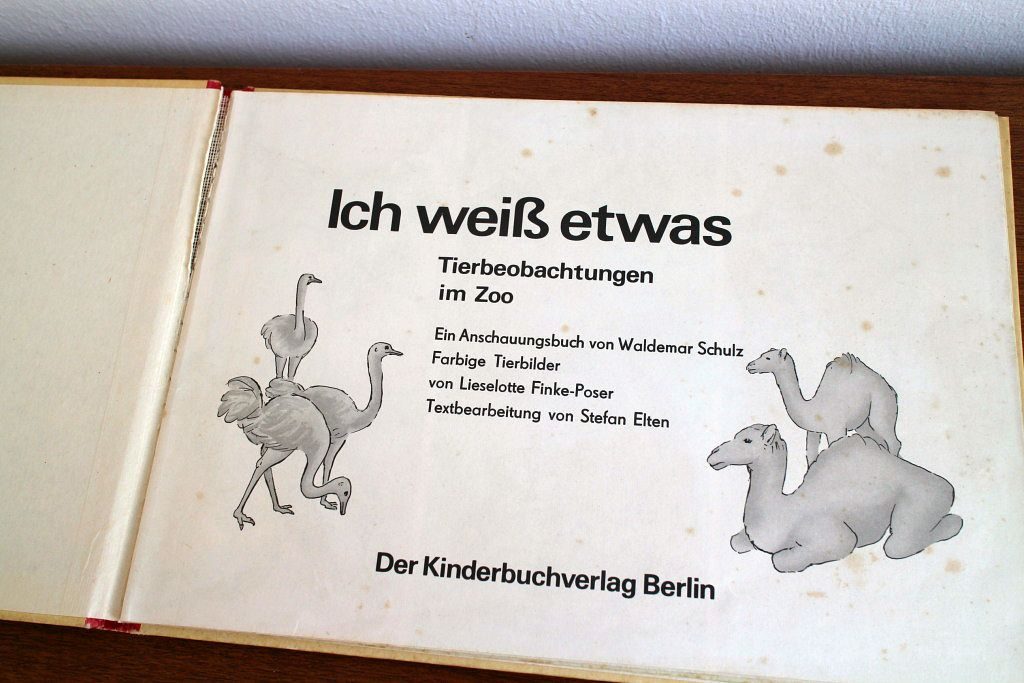 Ich weiß etwas
Tierbeobachtungen
im Zoo
Ein Anschauungsbuch von Waldemar Schulz
Farbige Tierbilder
von Lieselotte Finke-Poser
Textbearbeitung von Stefan Elten
Der Kinderbuchverlag Berlin